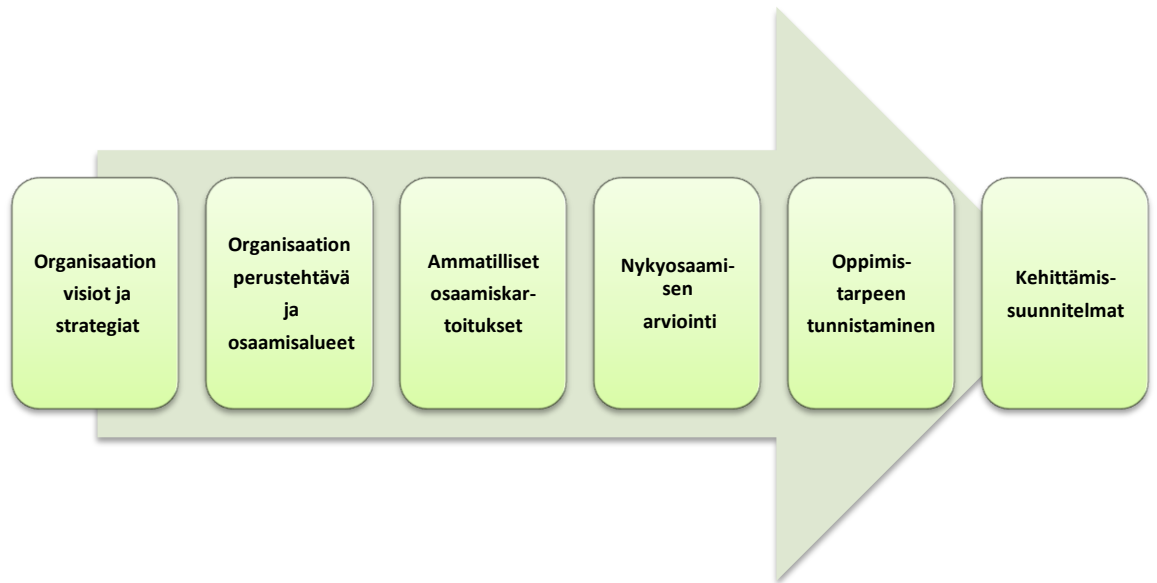 Organisaation
visiot ja
strategiat
Organisaation
perustehtävä
ja
osaamisalueet
Ammatilliset
osaamiskar-
toitukset
Nykyosaami-
sen
arviointi
Oppimis-
tarpeen
tunnistaminen
Kehittämis-
suunnitelmat